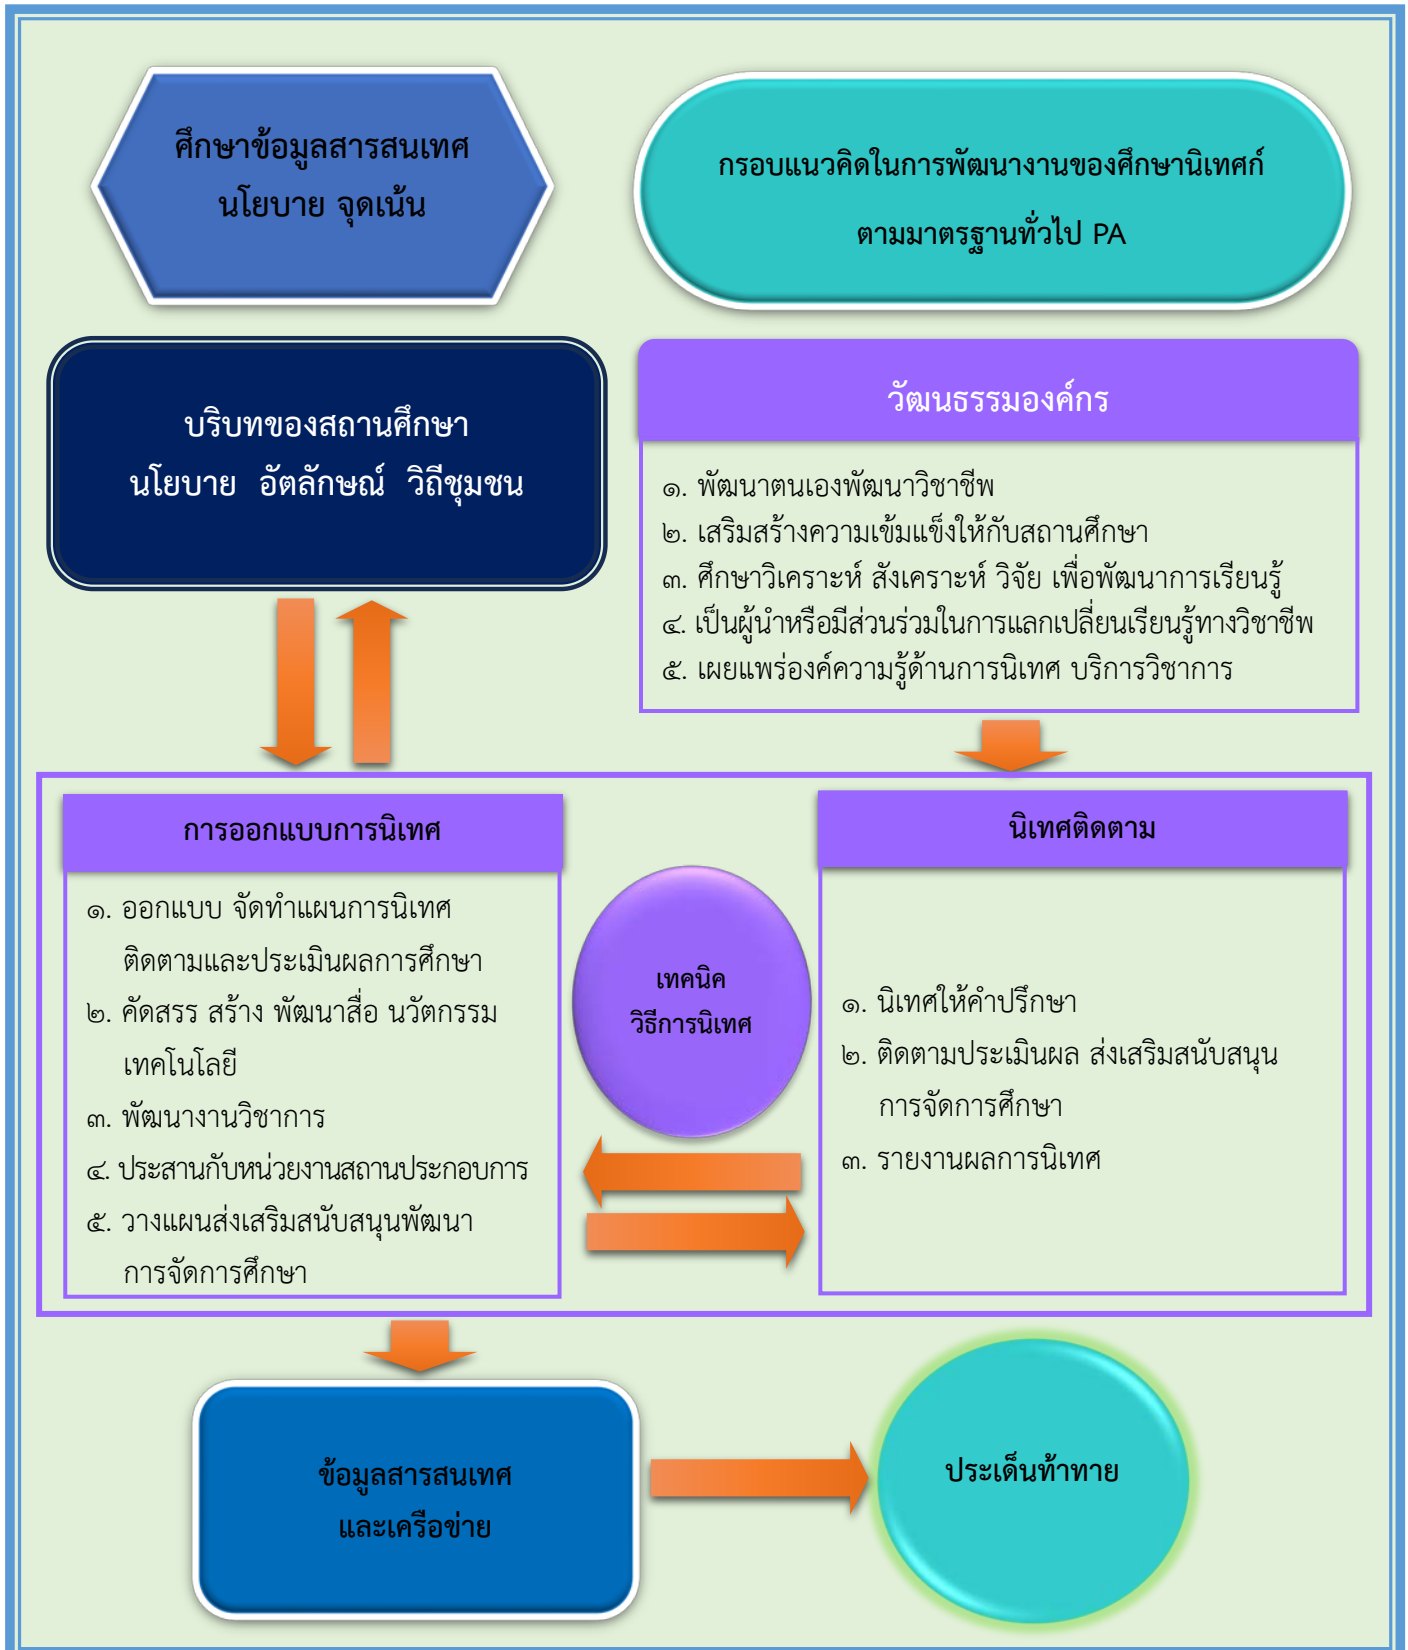 ศึกษาข้อมูลสารสนเทศ
นโยบาย จุดเน้น
กรอบแนวคิดในการพัฒนางานของศึกษานิเทศก์
ตามมาตรฐานทั่วไป PA
บริบทของสถานศึกษา
นโยบาย อัตลักษณ์ วิถีชุมชน
วัฒนธรรมองค์กร
๑. พัฒนาตนเองพัฒนาวิชาชีพ
๒. เสริมสร้างความเข้มแข็งให้กับสถานศึกษา
๓. ศึกษาวิเคราะห์ สังเคราะห์ วิจัย เพื่อพัฒนาการเรียนรู้
๔. เป็นผู้นำหรือมีส่วนร่วมในการแลกเปลี่ยนเรียนรู้ทางวิชาชีพ
๕. เผยแพร่องค์ความรู้ด้านการนิเทศ บริการวิชาการ
การออกแบบการนิเทศ
๑. ออกแบบ จัดทำแผนการนิเทศ
ติดตามและประเมินผลการศึกษา
๒. คัดสรร สร้าง พัฒนาสื่อ นวัตกรรม
เทคโนโลยี
๓. พัฒนางานวิชาการ
๔. ประสานกับหน่วยงานสถานประกอบการ
๕. วางแผนส่งเสริมสนับสนุนพัฒนา
การจัดการศึกษา
เทคนิค
วิธีการนิเทศ
นิเทศติดตาม
๑. นิเทศให้คำปรึกษา
๒. ติดตามประเมินผล ส่งเสริมสนับสนุน
การจัดการศึกษา
๓. รายงานผลการนิเทศ
ข้อมูลสารสนเทศ
และเครือข่าย
ประเด็นท้าทาย